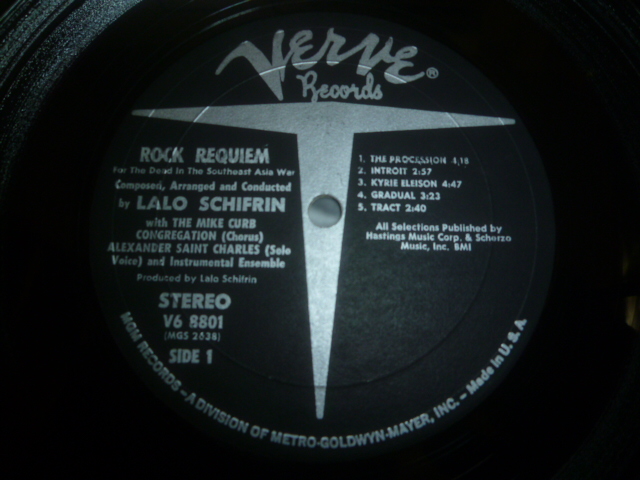 Verve®
Records
ROCK REQUIEM
For The Dead In The Southeast Asia War
Composed, Arranged and Conducted
by LALO SCHIFRIN
with THE MIKE CURB
CONGREGATION (Chorus)
ALEXANDER SAINT CHARLES (Solo
Voice) and Instrumental Ensemble
Produced by Lalo Schifrin
STEREO
V6 8801
(MGS 2638)
SIDE 1
1. THE PROCESSION 4:18
2. INTROIT 2:57
3. KYRIE ELEISON 4:47
4. GRADUAL 3:23
5. TRACT 2:40
All Selections Published by
Hastings Music Corp. & Scherzo
Music, Inc. BMI
MGM RECORDS – A DIVISION OF METRO-GOLDWYN-MAYER, INC. – Made in U.S.A.